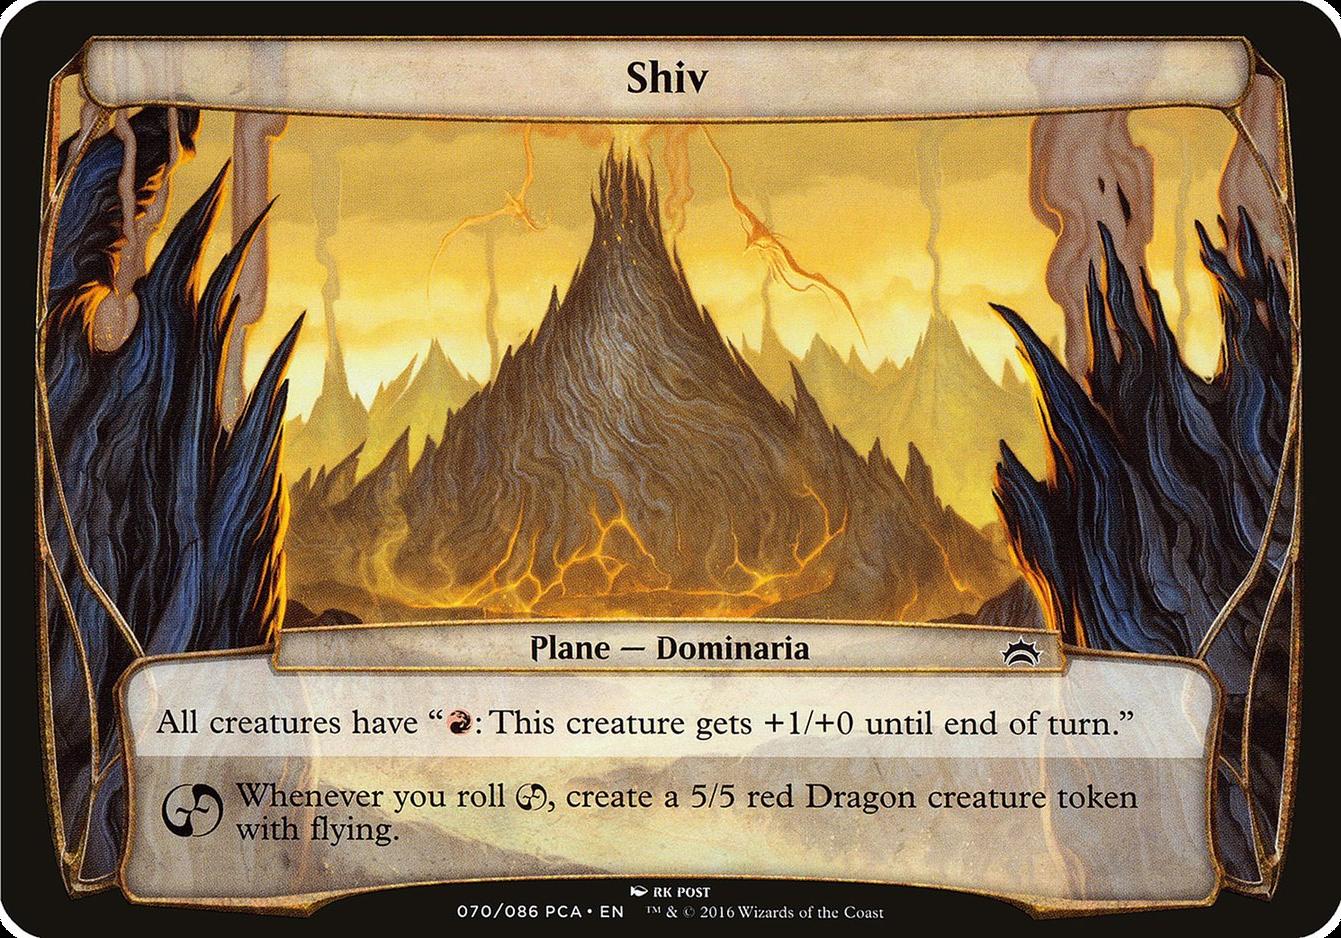 Shiv
Plane — Dominaria
All creatures have “: This creature gets +1/+0 until end of turn.”
Whenever you roll , create a 5/5 red Dragon creature token
with flying.
RK POST
070/086 PCA • EN ™ & © 2016 Wizards of the Coast